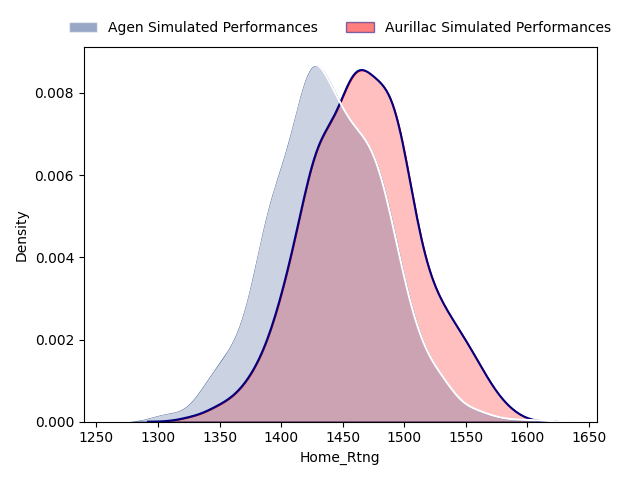 Agen Simulated Performances Aurillac Simulated Performances
0.008
0.006
0.004
0.002
0.000
1250 1300 1350 1400 1450 1500 1550 1600 1650
Density
Home_Rtng